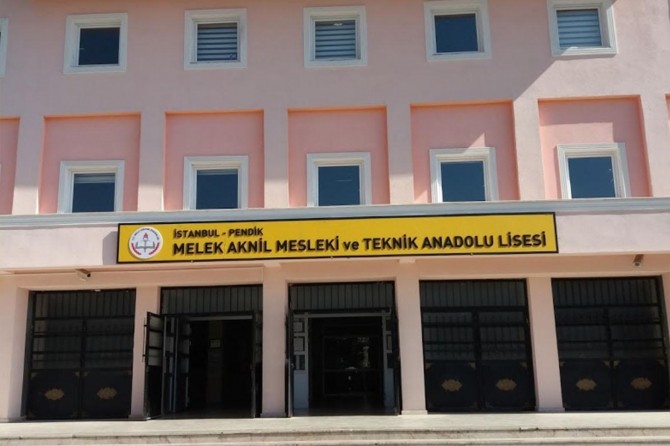 İSTANBUL - PENDİK
MELEK AKNİL MESLEKİ ve TEKNİK ANADOLU LİSESİ